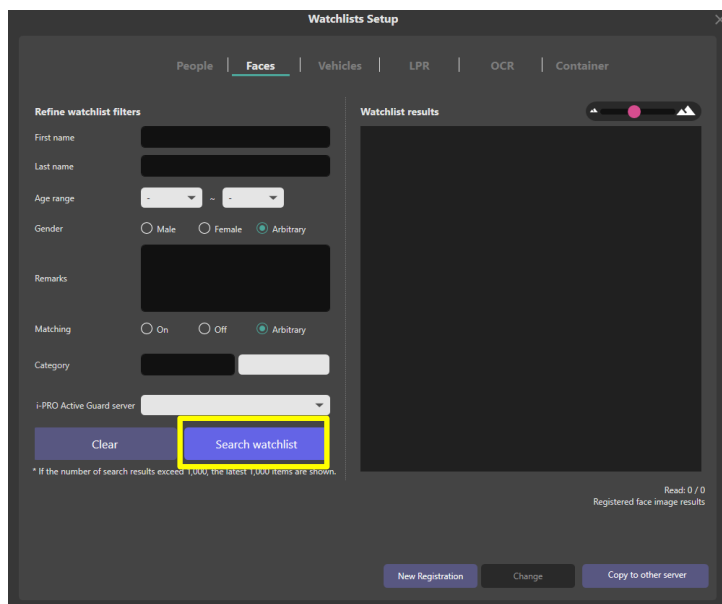 Watchlists Setup
People Faces Vehicles LPR OCR Container
Refine watchlist filters
First name
Last name
Age range - ~ -
Gender Male Female Arbitrary
Remarks
Matching On Off Arbitrary
Category
i-PRO Active Guard server
Clear Search watchlist
* If the number of search results exceed 1,000, the latest 1,000 items are shown.
Watchlist results
Read: 0 / 0
Registered face image results
New Registration Change Copy to other server